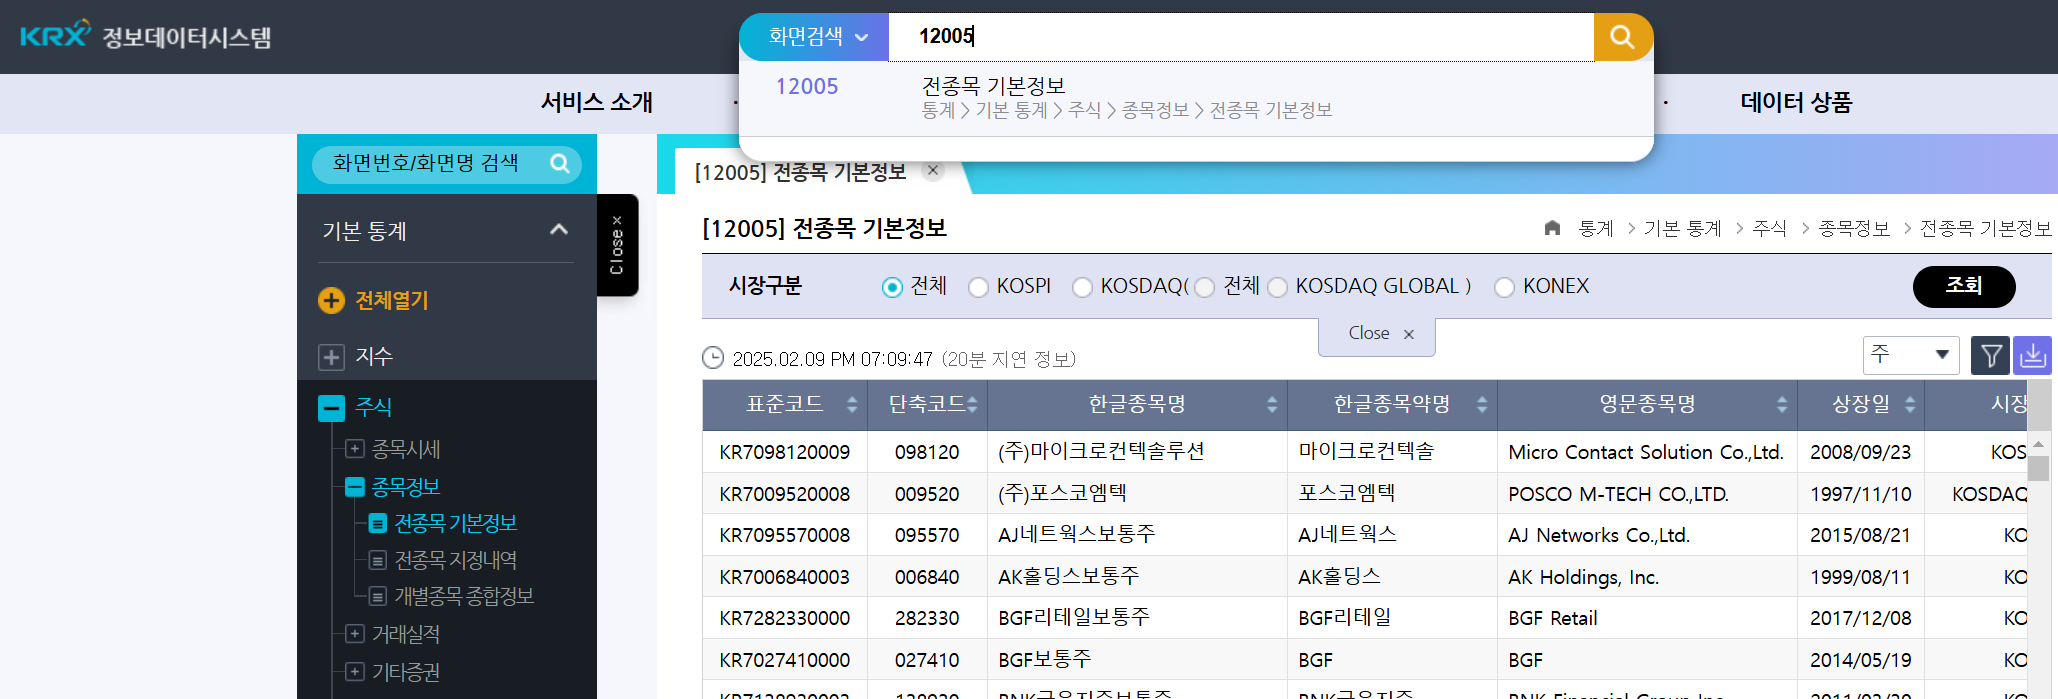 KRX 정보데이터시스템
화면검색 12005
12005 전종목 기본정보
통계 > 기본 통계 > 주식 > 종목정보 > 전종목 기본정보
서비스 소개 · · 데이터 상품
화면번호/화면명 검색
기본 통계
전체열기
지수
주식
종목시세
종목정보
전종목 기본정보
전종목 지정내역
개별종목 종합정보
거래실적
기타증권
Close ×
[12005] 전종목 기본정보 ×
[12005] 전종목 기본정보
통계 > 기본 통계 > 주식 > 종목정보 > 전종목 기본정보
시장구분 전체 KOSPI KOSDAQ( 전체 KOSDAQ GLOBAL ) KONEX 조회
Close ×
2025.02.09 PM 07:09:47 (20분 지연 정보) 주
표준코드 단축코드 한글종목명 한글종목약명 영문종목명 상장일 시장
KR7098120009 098120 (주)마이크로컨텍솔루션 마이크로컨텍솔 Micro Contact Solution Co.,Ltd. 2008/09/23 KOS
KR7009520008 009520 (주)포스코엠텍 포스코엠텍 POSCO M-TECH CO.,LTD. 1997/11/10 KOSDAQ
KR7095570008 095570 AJ네트웍스보통주 AJ네트웍스 AJ Networks Co.,Ltd. 2015/08/21 KO
KR7006840003 006840 AK홀딩스보통주 AK홀딩스 AK Holdings, Inc. 1999/08/11 KO
KR7282330000 282330 BGF리테일보통주 BGF리테일 BGF Retail 2017/12/08 KO
KR7027410000 027410 BGF보통주 BGF BGF 2014/05/19 KO